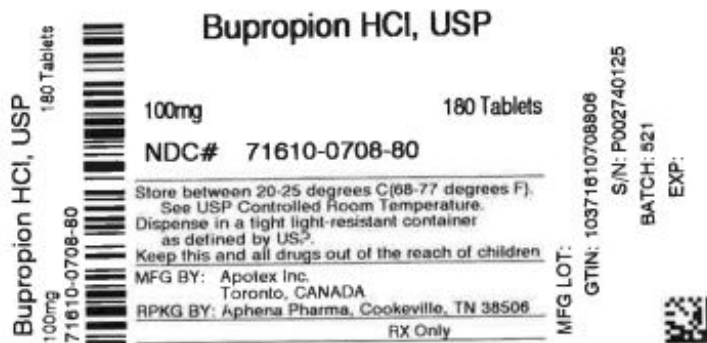 Bupropion HCl, USP
180 Tablets
100mg
71610-0708-80
Bupropion HCl, USP
100mg 180 Tablets
NDC# 71610-0708-80
Store between 20-25 degrees C(68-77 degrees F).
See USP Controlled Room Temperature.
Dispense in a tight light-resistant container
as defined by
Keep this and all drugs out of the reach of children
MFG BY: Apotex Inc.
Toronto, CANADA
RPKG BY: Aphena Pharma, Cookeville, TN 38506
RX Only
MFG LOT:
GTIN: 10371610708806
S/N: P002740125
BATCH: 521
EXP: